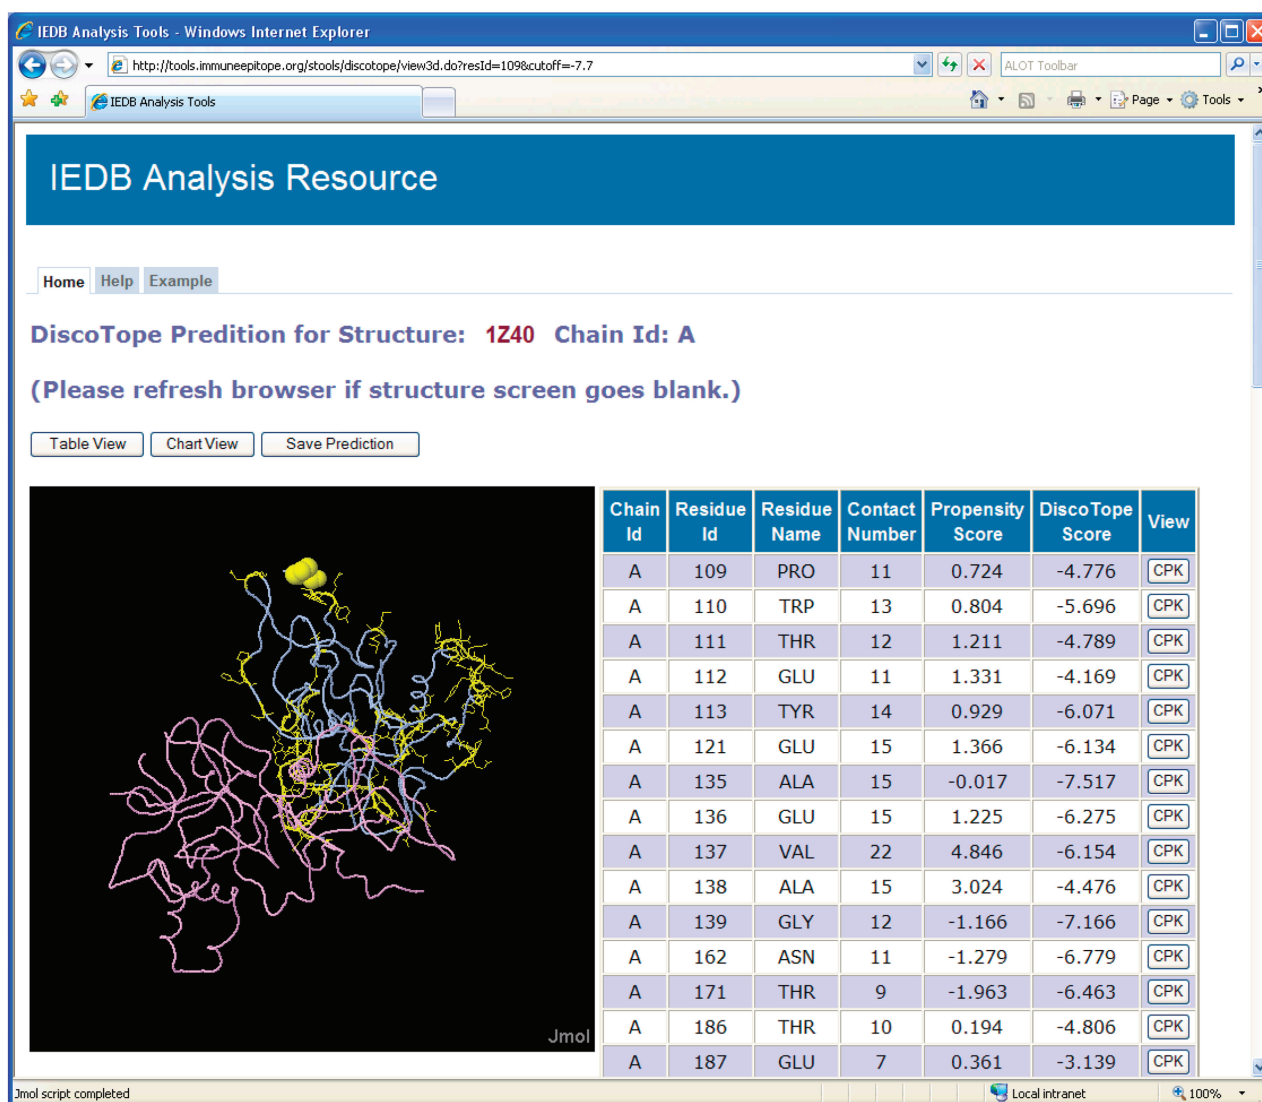 IEDB Analysis Tools - Windows Internet Explorer
http://tools.immuneepitope.org/stools/discotope/view3d.do?resId=109&cutoff=-7.7
ALOT Toolbar
IEDB Analysis Tools
Page
Tools
IEDB Analysis Resource
Home Help Example
DiscoTope Predition for Structure: 1Z40 Chain Id: A
(Please refresh browser if structure screen goes blank.)
Table View Chart View Save Prediction
Chain Id Residue Id Residue Name Contact Number Propensity Score DiscoTope Score View
A 109 PRO 11 0.724 -4.776 CPK
A 110 TRP 13 0.804 -5.696 CPK
A 111 THR 12 1.211 -4.789 CPK
A 112 GLU 11 1.331 -4.169 CPK
A 113 TYR 14 0.929 -6.071 CPK
A 121 GLU 15 1.366 -6.134 CPK
A 135 ALA 15 -0.017 -7.517 CPK
A 136 GLU 15 1.225 -6.275 CPK
A 137 VAL 22 4.846 -6.154 CPK
A 138 ALA 15 3.024 -4.476 CPK
A 139 GLY 12 -1.166 -7.166 CPK
A 162 ASN 11 -1.279 -6.779 CPK
A 171 THR 9 -1.963 -6.463 CPK
A 186 THR 10 0.194 -4.806 CPK
A 187 GLU 7 0.361 -3.139 CPK
Jmol
Jmol script completed
Local intranet
100%